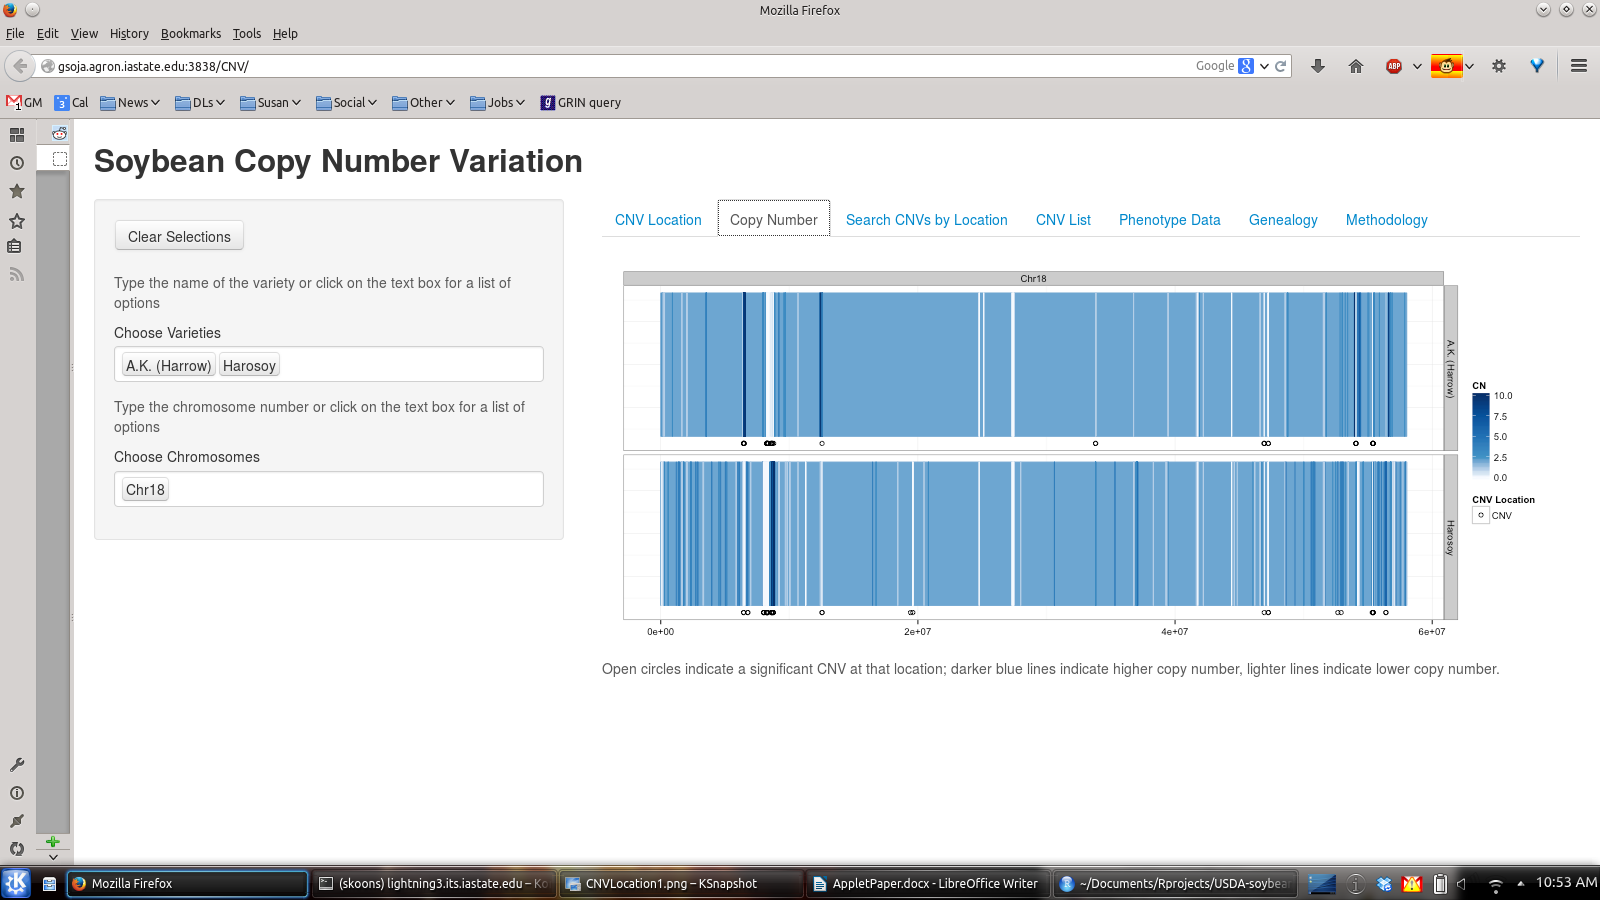 Mozilla Firefox
File Edit View History Bookmarks Tools Help
gsoja.agron.iastate.edu:3838/CNV/
Google 8
ABP
1 GM 3 Cal News DLs Susan Social Other Jobs g GRIN query
Soybean Copy Number Variation
Clear Selections
Type the name of the variety or click on the text box for a list of
options
Choose Varieties
A.K. (Harrow) Harosoy
Type the chromosome number or click on the text box for a list of
options
Choose Chromosomes
Chr18
CNV Location Copy Number Search CNVs by Location CNV List Phenotype Data Genealogy Methodology
Chr18
A.K. (Harrow)
Harosoy
CN
10.0
7.5
5.0
2.5
0.0
CNV Location
CNV
0e+00 2e+07 4e+07 6e+07
Open circles indicate a significant CNV at that location; darker blue lines indicate higher copy number, lighter lines indicate lower copy number.
Mozilla Firefox (skoons) lightning3.its.iastate.edu – Ko CNVLocation1.png – KSnapshot AppletPaper.docx - LibreOffice Writer ~/Documents/Rprojects/USDA-soybean 10:53 AM